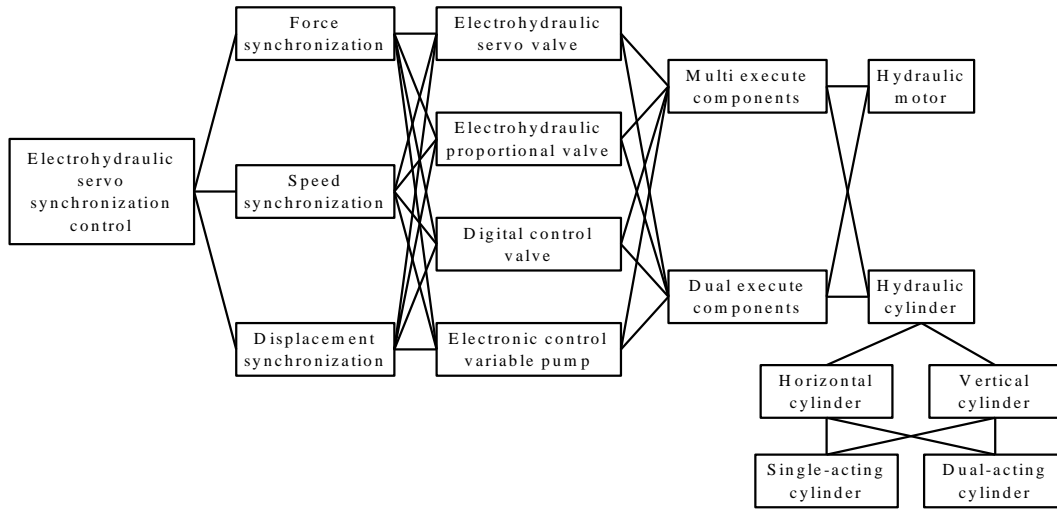 Force
synchronization
Electrohydraulic
servo valve
Multi execute
components
Hydraulic
motor
Electrohydraulic
servo
synchronization
control
Speed
synchronization
Electrohydraulic
proportional valve
Digital control
valve
Displacement
synchronization
Electronic control
variable pump
Dual execute
components
Hydraulic
cylinder
Horizontal
cylinder
Vertical
cylinder
Single-acting
cylinder
Dual-acting
cylinder